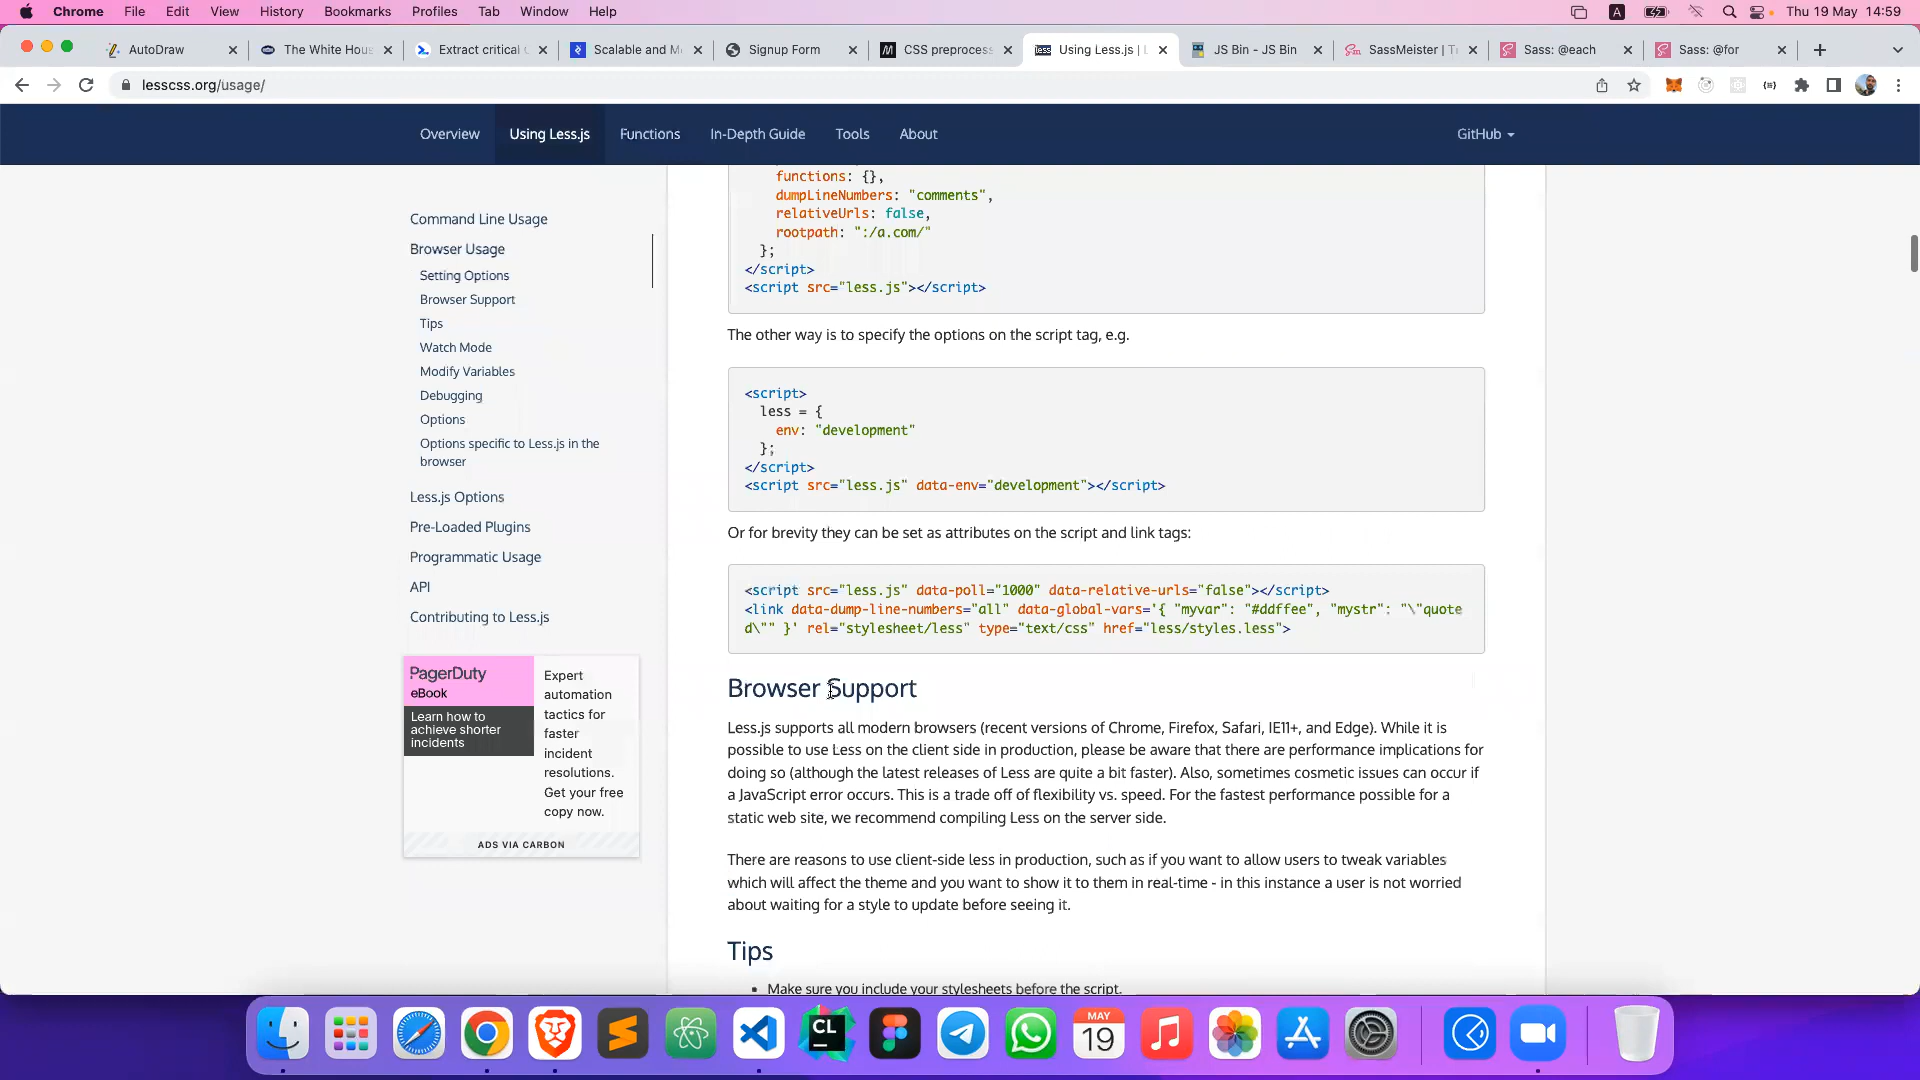 Chrome File Edit View History Bookmarks Profiles Tab Window Help
A Thu 19 May 14:59
AutoDraw
The White Hou
Extract critical
Scalable and M
Signup Form
CSS preprocess
Using Less.js | L
JS Bin - JS Bin
SassMeister | T
Sass: @each
Sass: @for
lesscss.org/usage/
Overview Using Less.js Functions In-Depth Guide Tools About GitHub
Command Line Usage
Browser Usage
Setting Options
Browser Support
Tips
Watch Mode
Modify Variables
Debugging
Options
Options specific to Less.js in the
browser
Less.js Options
Pre-Loaded Plugins
Programmatic Usage
API
Contributing to Less.js
PagerDuty
eBook
Learn how to
achieve shorter
incidents
Expert
automation
tactics for
faster
incident
resolutions.
Get your free
copy now.
ADS VIA CARBON
functions: {},
dumpLineNumbers: "comments",
relativeUrls: false,
rootpath: ":/a.com/"
};
</script>
<script src="less.js"></script>
The other way is to specify the options on the script tag, e.g.
<script>
less = {
env: "development"
};
</script>
<script src="less.js" data-env="development"></script>
Or for brevity they can be set as attributes on the script and link tags:
<script src="less.js" data-poll="1000" data-relative-urls="false"></script>
<link data-dump-line-numbers="all" data-global-vars='{ "myvar": "#ddffee", "mystr": "\"quote
d\"" }' rel="stylesheet/less" type="text/css" href="less/styles.less">
Browser Support
Less.js supports all modern browsers (recent versions of Chrome, Firefox, Safari, IE11+, and Edge). While it is
possible to use Less on the client side in production, please be aware that there are performance implications for
doing so (although the latest releases of Less are quite a bit faster). Also, sometimes cosmetic issues can occur if
a JavaScript error occurs. This is a trade off of flexibility vs. speed. For the fastest performance possible for a
static web site, we recommend compiling Less on the server side.
There are reasons to use client-side less in production, such as if you want to allow users to tweak variables
which will affect the theme and you want to show it to them in real-time - in this instance a user is not worried
about waiting for a style to update before seeing it.
Tips
• Make sure you include your stylesheets before the script.
CL
MAY
19